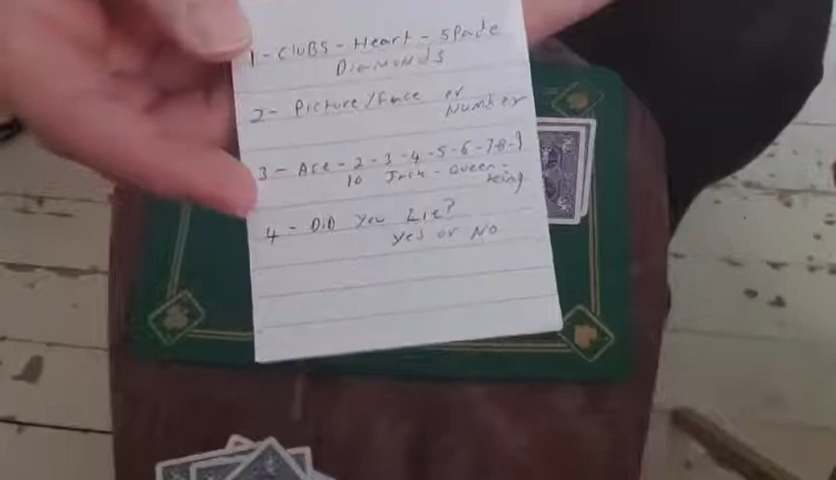 1 - CLUBS - Heart - Spade
Diamonds
2 - Picture/Face or
Number
3 - Ace - 2 - 3 - 4 - 5 - 6 - 7 - 8 - 9
10 Jack - Queen -
King
4 - DiD You Lie?
yes or No